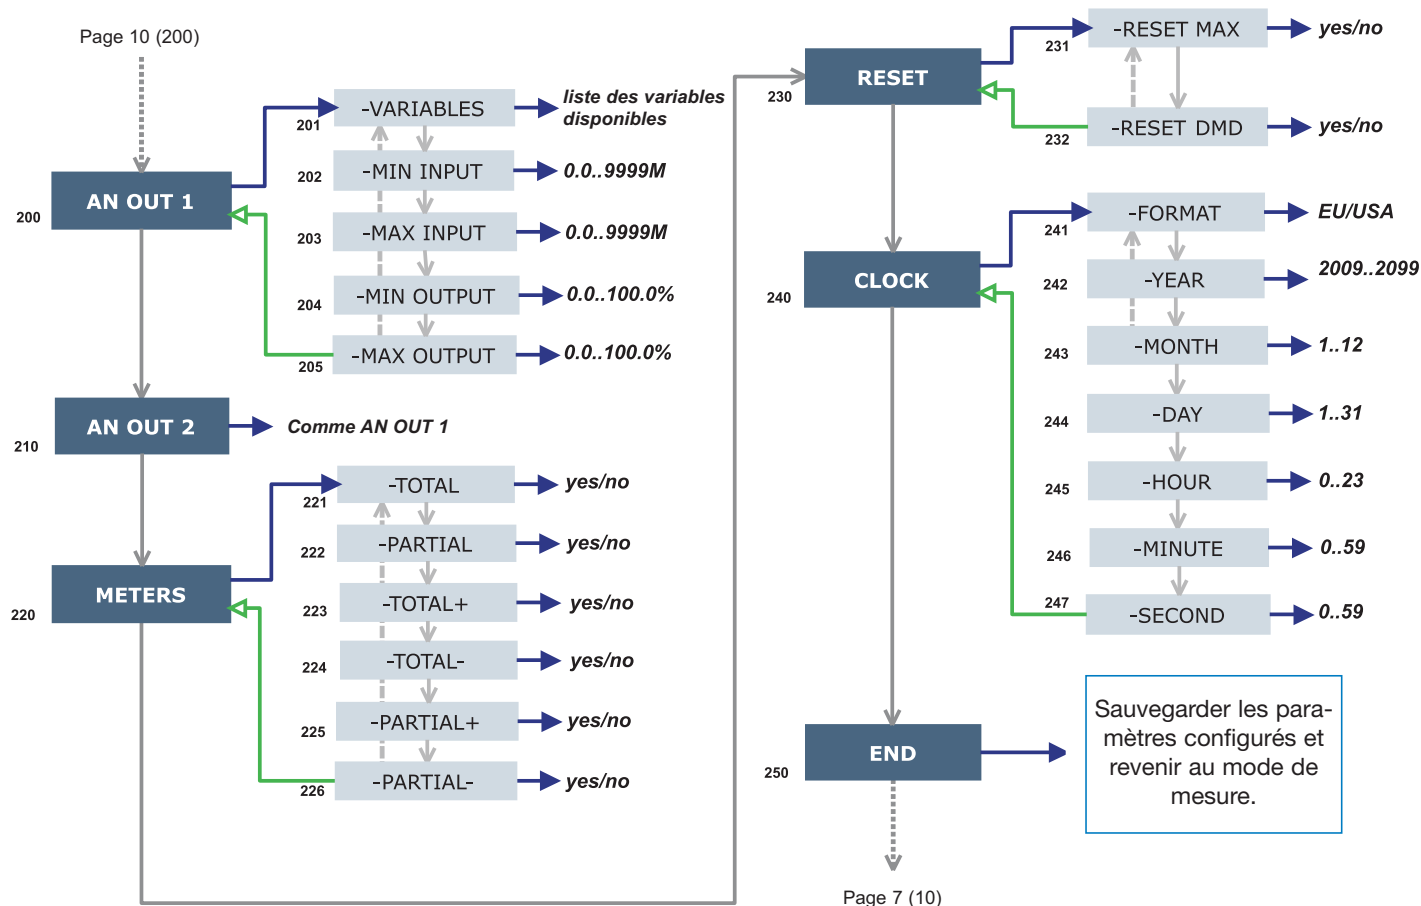 Page 10 (200)
200
AN OUT 1
201
-VARIABLES
liste des variables
disponibles
202
-MIN INPUT
0.0..9999M
203
-MAX INPUT
0.0..9999M
204
-MIN OUTPUT
0.0..100.0%
205
-MAX OUTPUT
0.0..100.0%
210
AN OUT 2
Comme AN OUT 1
220
METERS
221
-TOTAL
yes/no
222
-PARTIAL
yes/no
223
-TOTAL+
yes/no
224
-TOTAL-
yes/no
225
-PARTIAL+
yes/no
226
-PARTIAL-
yes/no
230
RESET
231
-RESET MAX
yes/no
232
-RESET DMD
yes/no
240
CLOCK
241
-FORMAT
EU/USA
242
-YEAR
2009..2099
243
-MONTH
1..12
244
-DAY
1..31
245
-HOUR
0..23
246
-MINUTE
0..59
247
-SECOND
0..59
250
END
Sauvegarder les para-
mètres configurés et
revenir au mode de
mesure.
Page 7 (10)